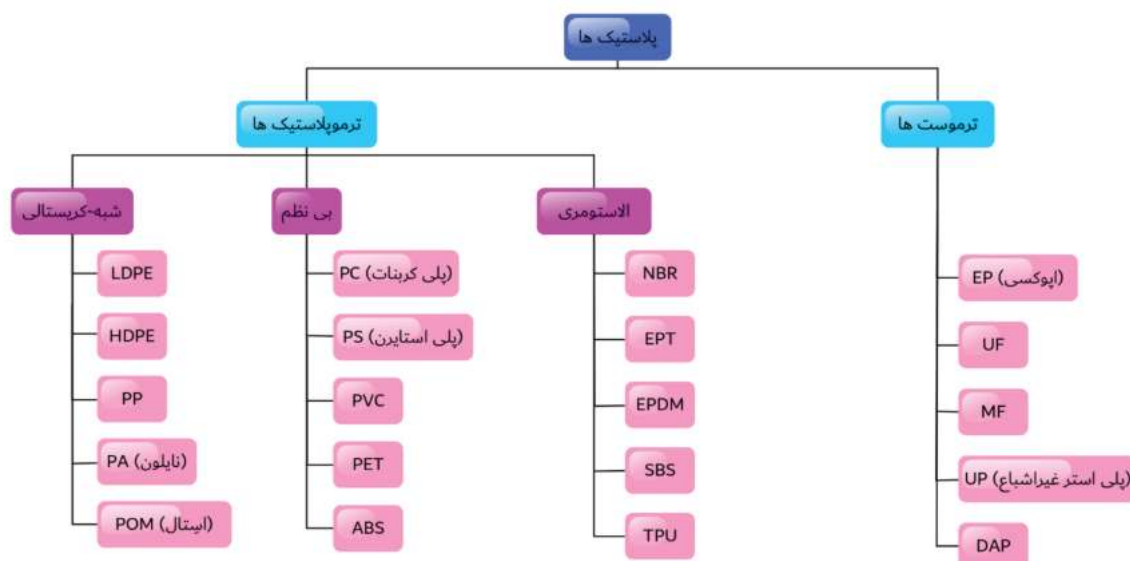 پلاستیک ها
ترموپلاستیک ها
ترموست ها
شبه-کریستالی
بی نظم
الاستومری
LDPE
HDPE
PP
PA (نایلون)
POM (استال)
PC (پلی کربنات)
PS (پلی استایرن)
PVC
PET
ABS
NBR
EPT
EPDM
SBS
TPU
EP (اپوکسی)
UF
MF
UP (پلی استر غیراشباع)
DAP